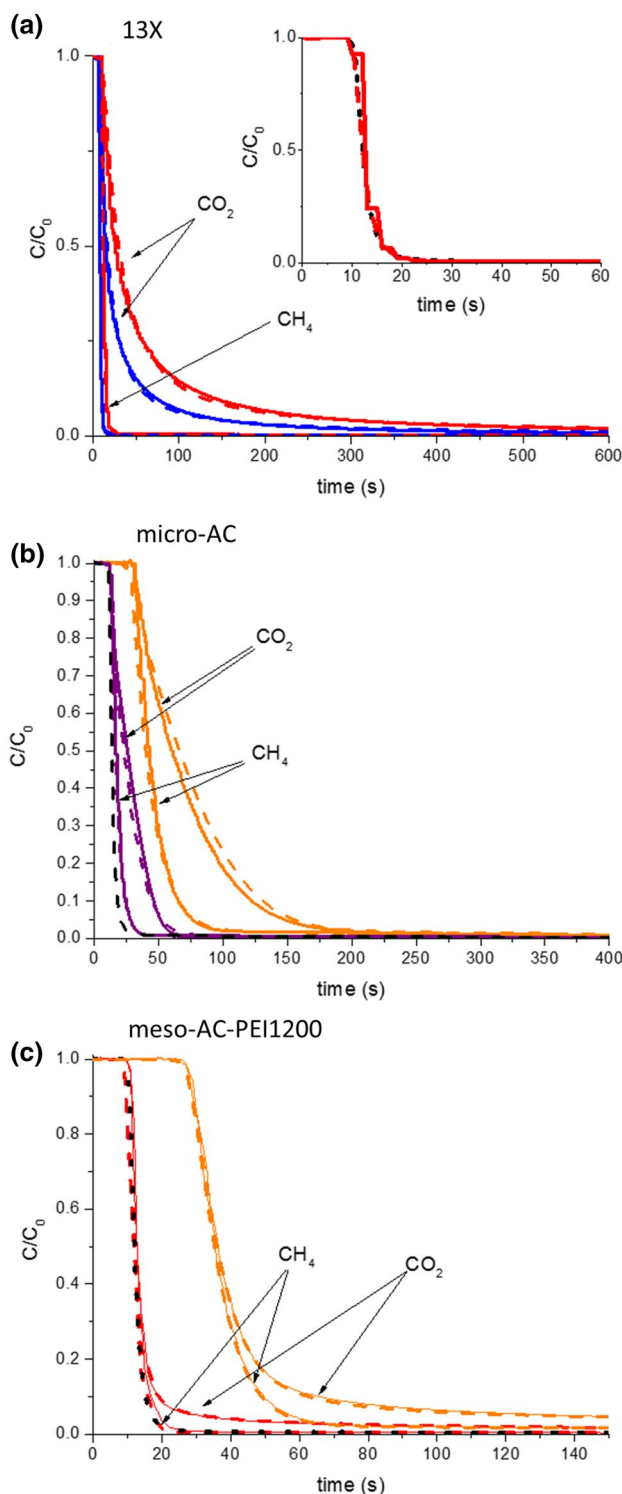 (a) 13X
1.0
0.5
0.0
C/C₀
CO₂
CH₄
0 100 200 300 400 500 600
time (s)
1.00
0.75
0.50
0.25
0.0
C/C₀
0 10 20 30 40 50 60
time (s)
(b) micro-AC
1.0
0.9
0.8
0.7
0.6
0.5
0.4
0.3
0.2
0.1
0.0
C/C₀
CO₂
CH₄
0 50 100 150 200 250 300 350 400
time (s)
(c) meso-AC-PEI1200
1.0
0.8
0.6
0.4
0.2
0.0
C/C₀
CH₄
CO₂
0 20 40 60 80 100 120 140
time (s)